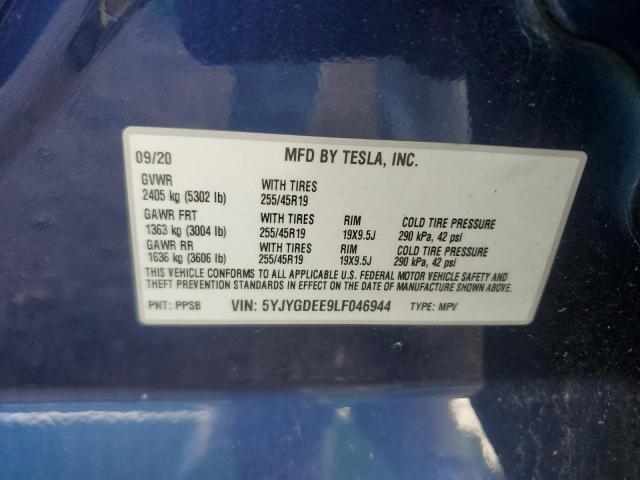 09/20 MFD BY TESLA, INC.
GVWR WITH TIRES
2405 kg (5302 lb) 255/45R19
GAWR FRT WITH TIRES RIM COLD TIRE PRESSURE
1363 kg (3004 lb) 255/45R19 19X9.5J 290 kPa, 42 psi
GAWR RR WITH TIRES RIM COLD TIRE PRESSURE
1636 kg (3606 lb) 255/45R19 19X9.5J 290 kPa, 42 psi
THIS VEHICLE CONFORMS TO ALL APPLICABLE U.S. FEDERAL MOTOR VEHICLE SAFETY AND
THEFT PREVENTION STANDARDS IN EFFECT ON THE DATE OF MANUFACTURE SHOWN ABOVE.
PNT: PPSB VIN: 5YJYGDEE9LF046944 TYPE: MPV